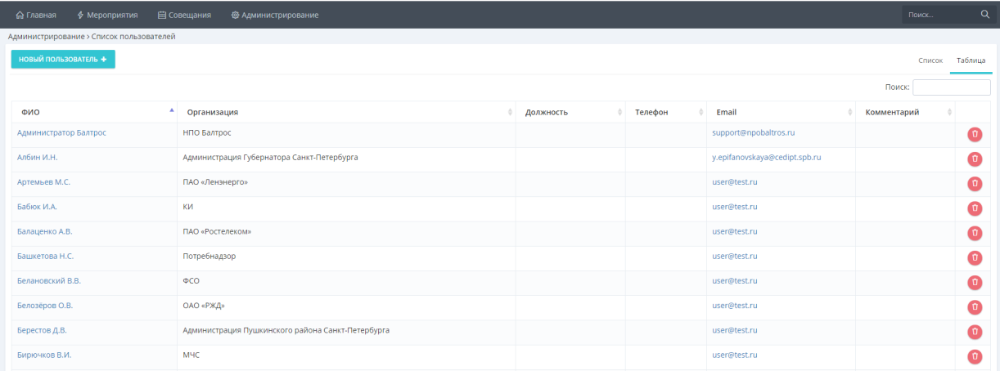 Главная Мероприятия Совещания Администрирование Поиск...
Администрирование › Список пользователей
НОВЫЙ ПОЛЬЗОВАТЕЛЬ + Список Таблица
Поиск:
ФИО Организация Должность Телефон Email Комментарий
Администратор Балтрос НПО Балтрос support@npobaltros.ru
Албин И.Н. Администрация Губернатора Санкт-Петербурга y.epifanovskaya@cedipt.spb.ru
Артемьев М.С. ПАО «Ленэнерго» user@test.ru
Бабюк И.А. КИ user@test.ru
Балаценко А.В. ПАО «Ростелеком» user@test.ru
Башкетова Н.С. Потребнадзор user@test.ru
Белановский В.В. ФСО user@test.ru
Белозёров О.В. ОАО «РЖД» user@test.ru
Берестов Д.В. Администрация Пушкинского района Санкт-Петербурга user@test.ru
Бирючков В.И. МЧС user@test.ru